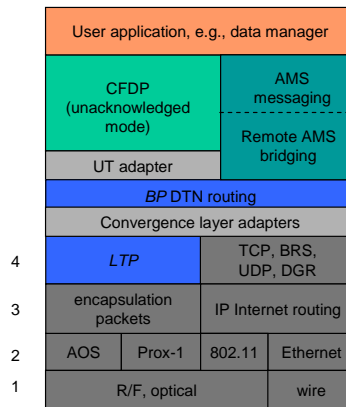 User application, e.g., data manager
CFDP
(unacknowledged
mode)
AMS
messaging
Remote AMS
bridging
UT adapter
BP DTN routing
Convergence layer adapters
4
LTP
TCP, BRS,
UDP, DGR
3
encapsulation
packets
IP Internet routing
2
AOS
Prox-1
802.11
Ethernet
1
R/F, optical
wire